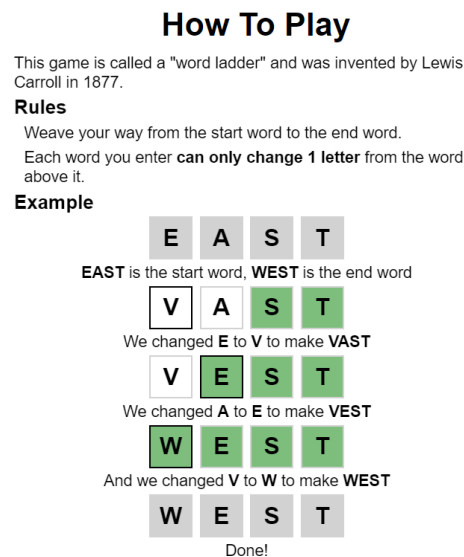 How To Play
This game is called a "word ladder" and was invented by Lewis
Carroll in 1877.
Rules
Weave your way from the start word to the end word.
Each word you enter can only change 1 letter from the word
above it.
Example
E A S T
EAST is the start word, WEST is the end word
V A S T
We changed E to V to make VAST
V E S T
We changed A to E to make VEST
W E S T
And we changed V to W to make WEST
W E S T
Done!